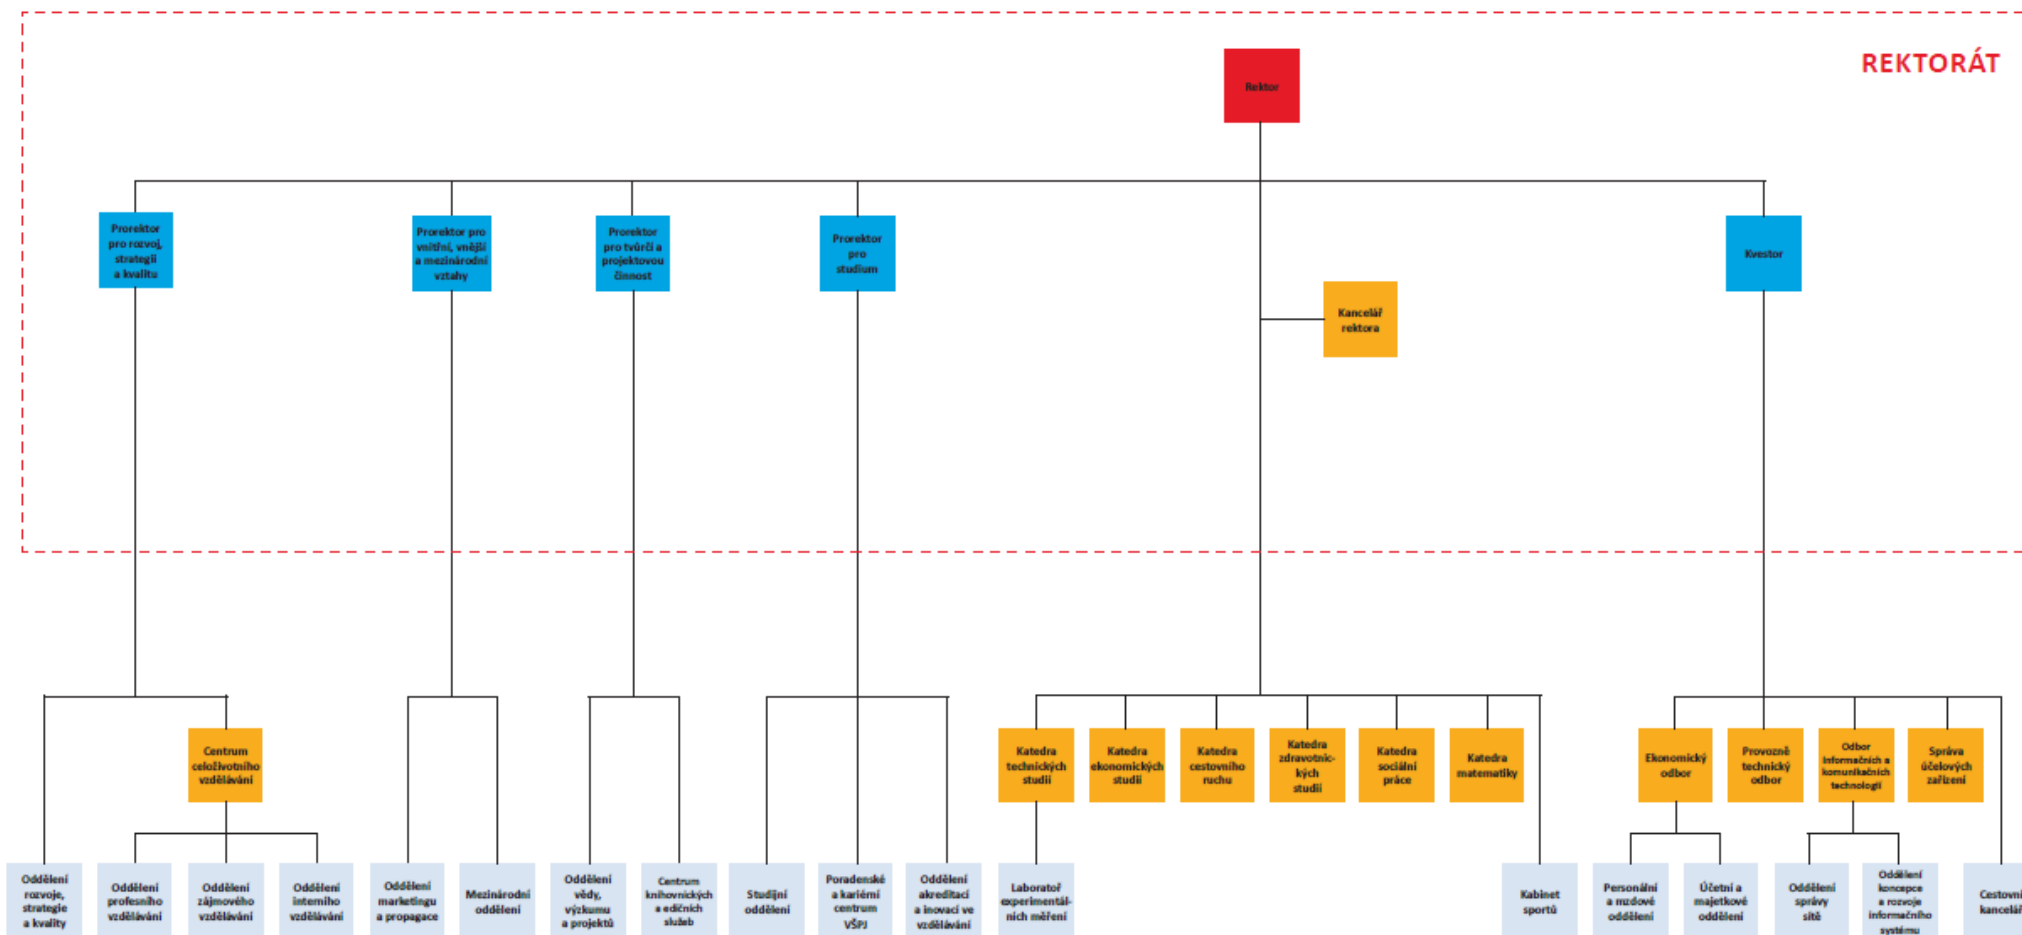 REKTORÁT
Rektor
Prorektor
pro rozvoj,
strategii
a kvalitu
Prorektor pro
vnitřní, vnější
a mezinárodní
vztahy
Prorektor
pro tvůrčí a
projektovou
činnost
Prorektor
pro
studium
Kvestor
Kancelář
rektora
Centrum
celoživotního
vzdělávání
Katedra
technických
studií
Katedra
ekonomických
studií
Katedra
cestovního
ruchu
Katedra
zdravotnic-
kých
studií
Katedra
sociální
práce
Katedra
matematiky
Ekonomický
odbor
Provozně
technický
odbor
Odbor
informačních a
komunikačních
technologií
Správa
účelových
zařízení
Oddělení
rozvoje,
strategie
a kvality
Oddělení
profesního
vzdělávání
Oddělení
zájmového
vzdělávání
Oddělení
interního
vzdělávání
Oddělení
marketingu
a propagace
Mezinárodní
oddělení
Oddělení
vědy,
výzkumu
a projektů
Centrum
knihovnických
a edičních
služeb
Studijní
oddělení
Poradenské
a kariérní
centrum
VŠPJ
Oddělení
akreditací
a inovací ve
vzdělávání
Laboratoř
experimentál-
ních měření
Kabinet
sportů
Personální
a mzdové
oddělení
Účetní a
majetkové
oddělení
Oddělení
správy
sítě
Oddělení
koncepce
a rozvoje
informačního
systému
Cestovní
kancelář